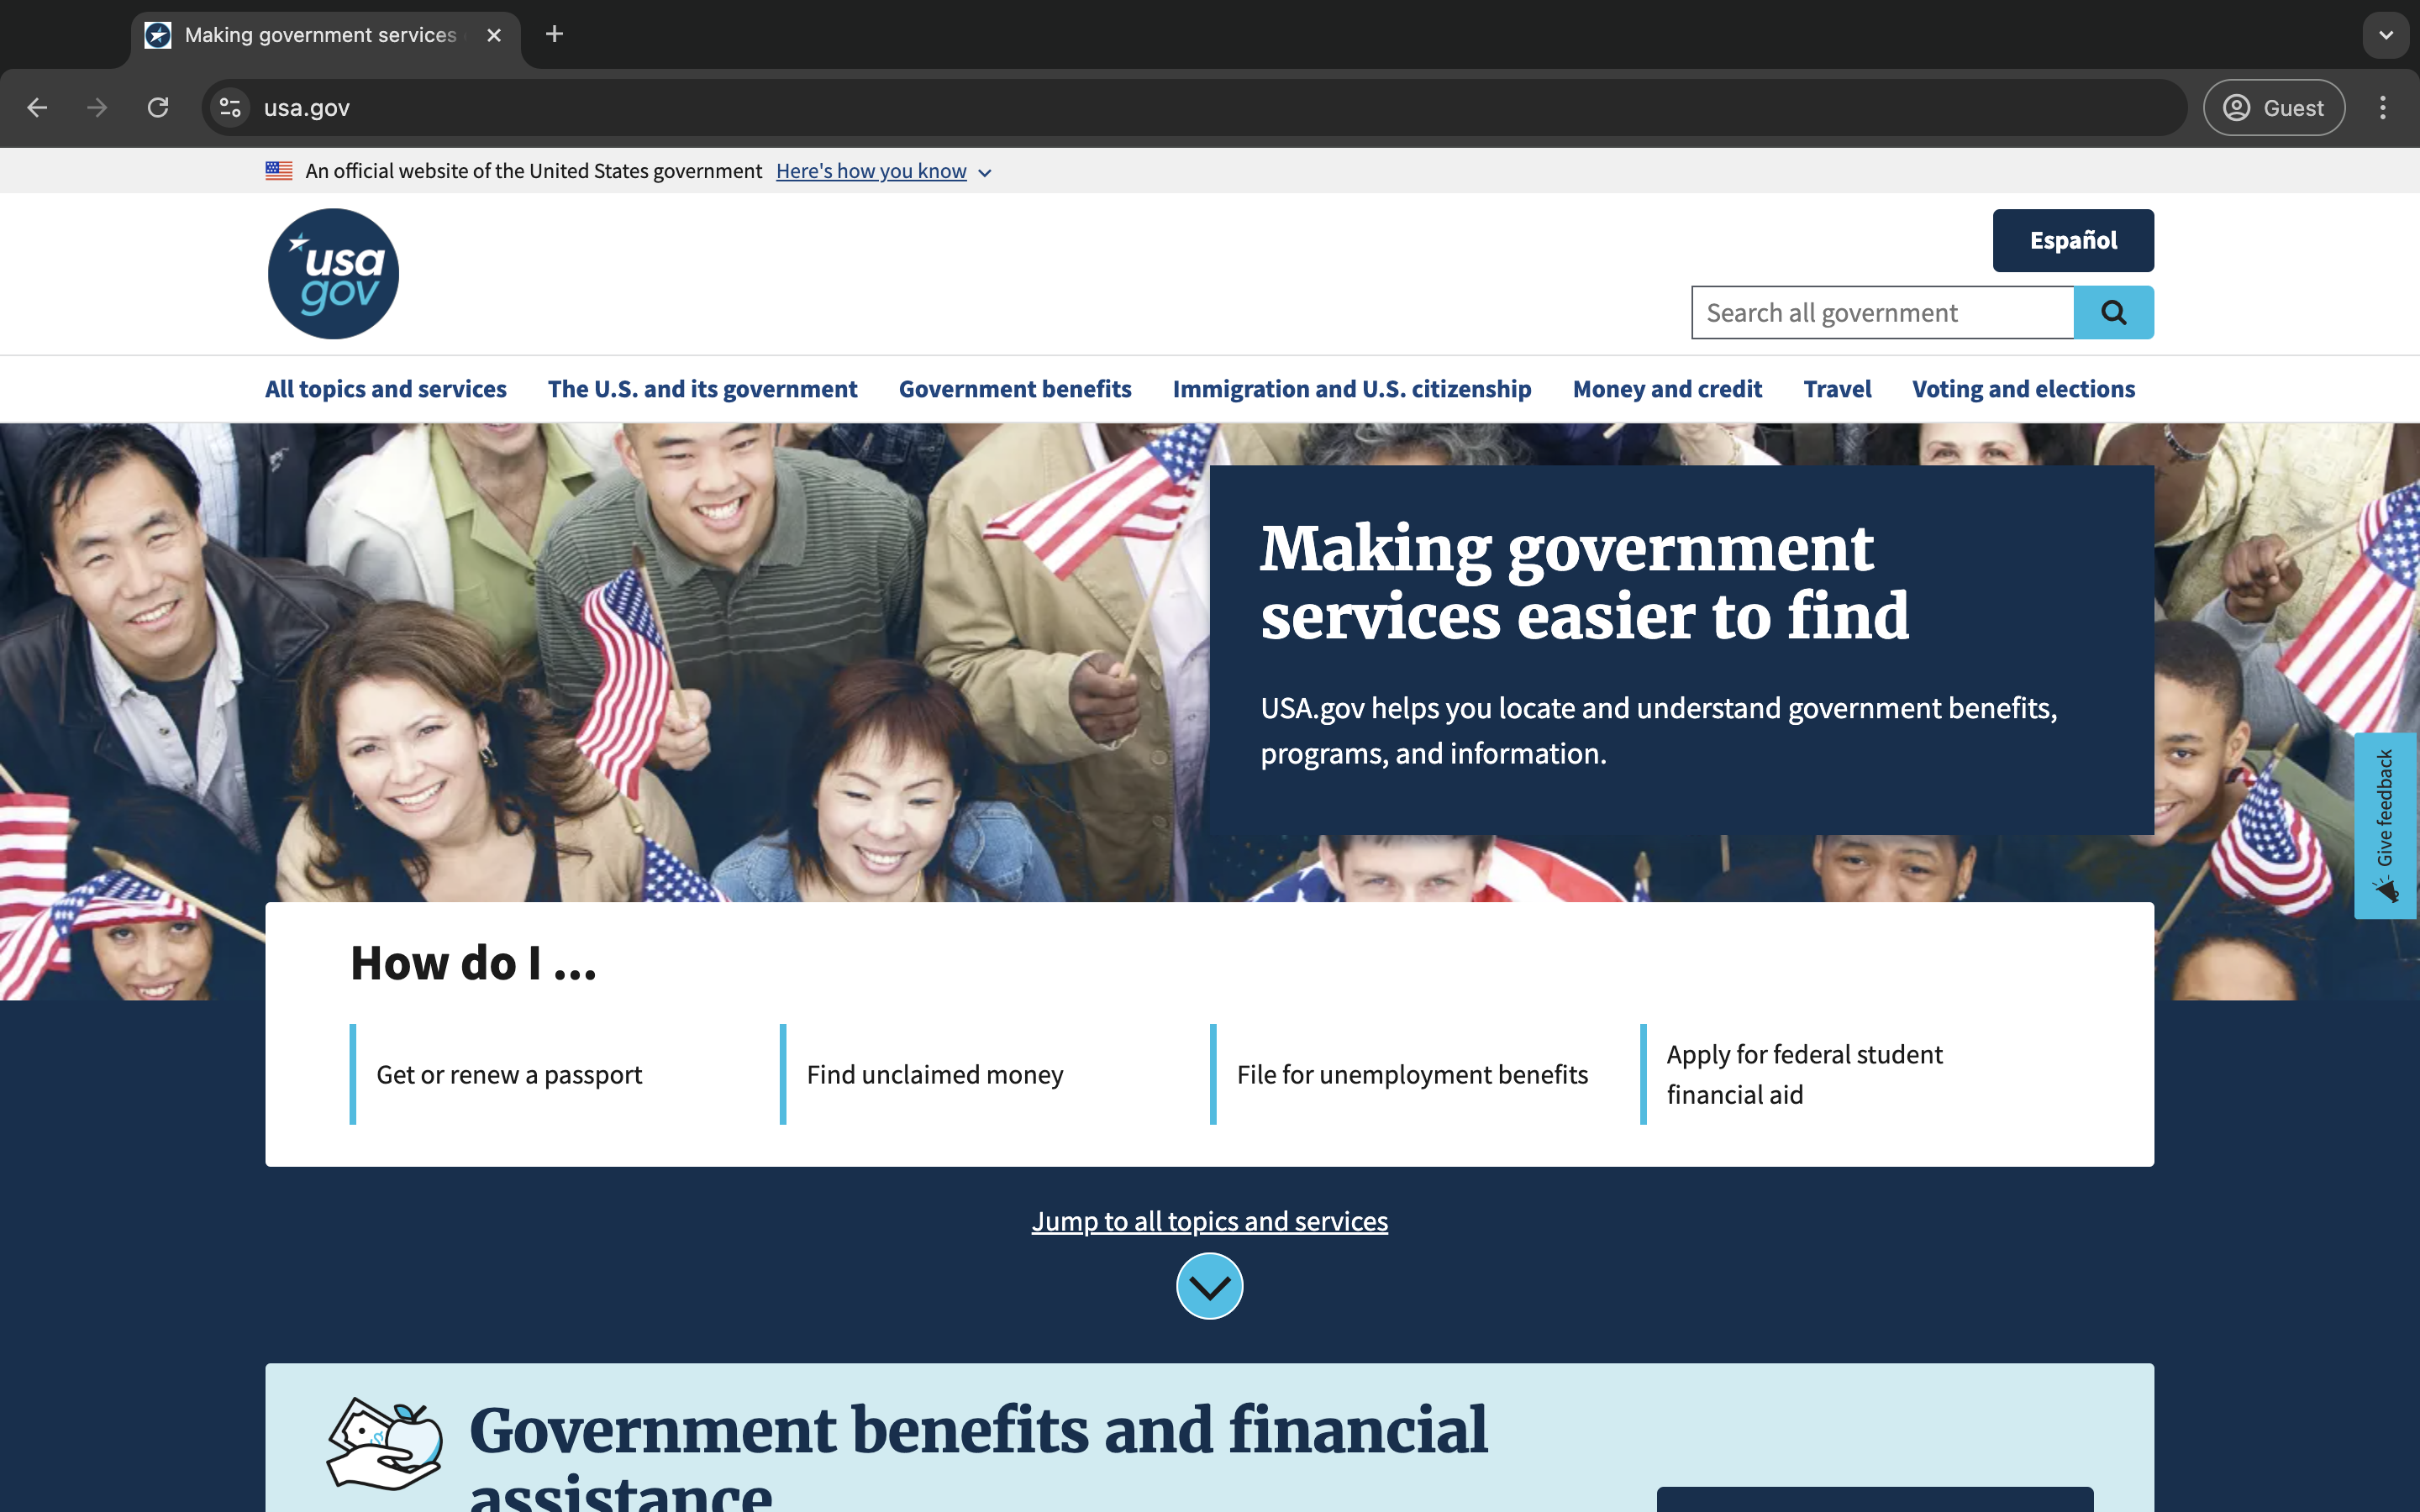 Making government services
usa.gov
Guest
An official website of the United States government Here's how you know
usa
gov
Español
Search all government
All topics and services The U.S. and its government Government benefits Immigration and U.S. citizenship Money and credit Travel Voting and elections
Making government
services easier to find
USA.gov helps you locate and understand government benefits,
programs, and information.
Give feedback
How do I ...
Get or renew a passport
Find unclaimed money
File for unemployment benefits
Apply for federal student
financial aid
Jump to all topics and services
Government benefits and financial
assistance